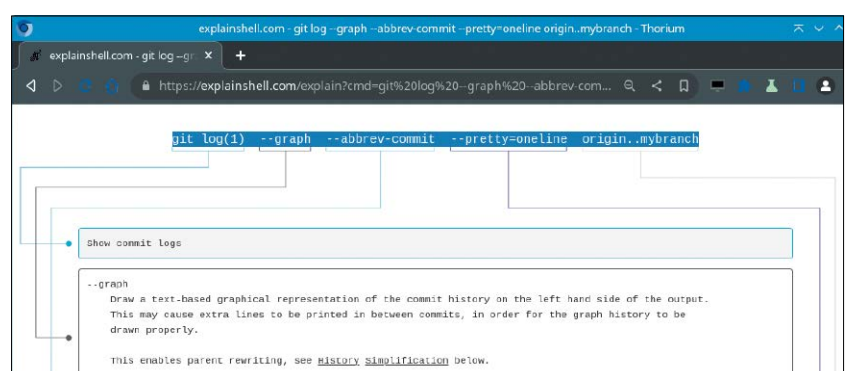 explainshell.com - git log --graph --abbrev-commit --pretty=oneline origin..mybranch - Thorium
explainshell.com - git log --gr
https://explainshell.com/explain?cmd=git%20log%20--graph%20--abbrev-com...
git log(1) --graph --abbrev-commit --pretty=oneline origin..mybranch
Show commit logs
--graph
Draw a text-based graphical representation of the commit history on the left hand side of the output.
This may cause extra lines to be printed in between commits, in order for the graph history to be
drawn properly.
This enables parent rewriting, see History Simplification below.